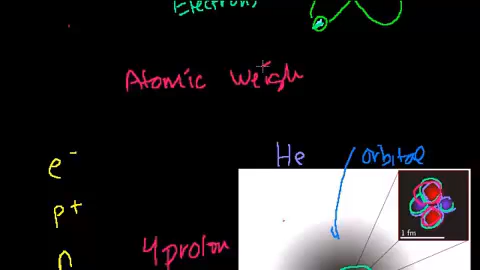 Electrons
Atomic Weigh
He
orbital
e-
p+
1 fm
n
4 proton